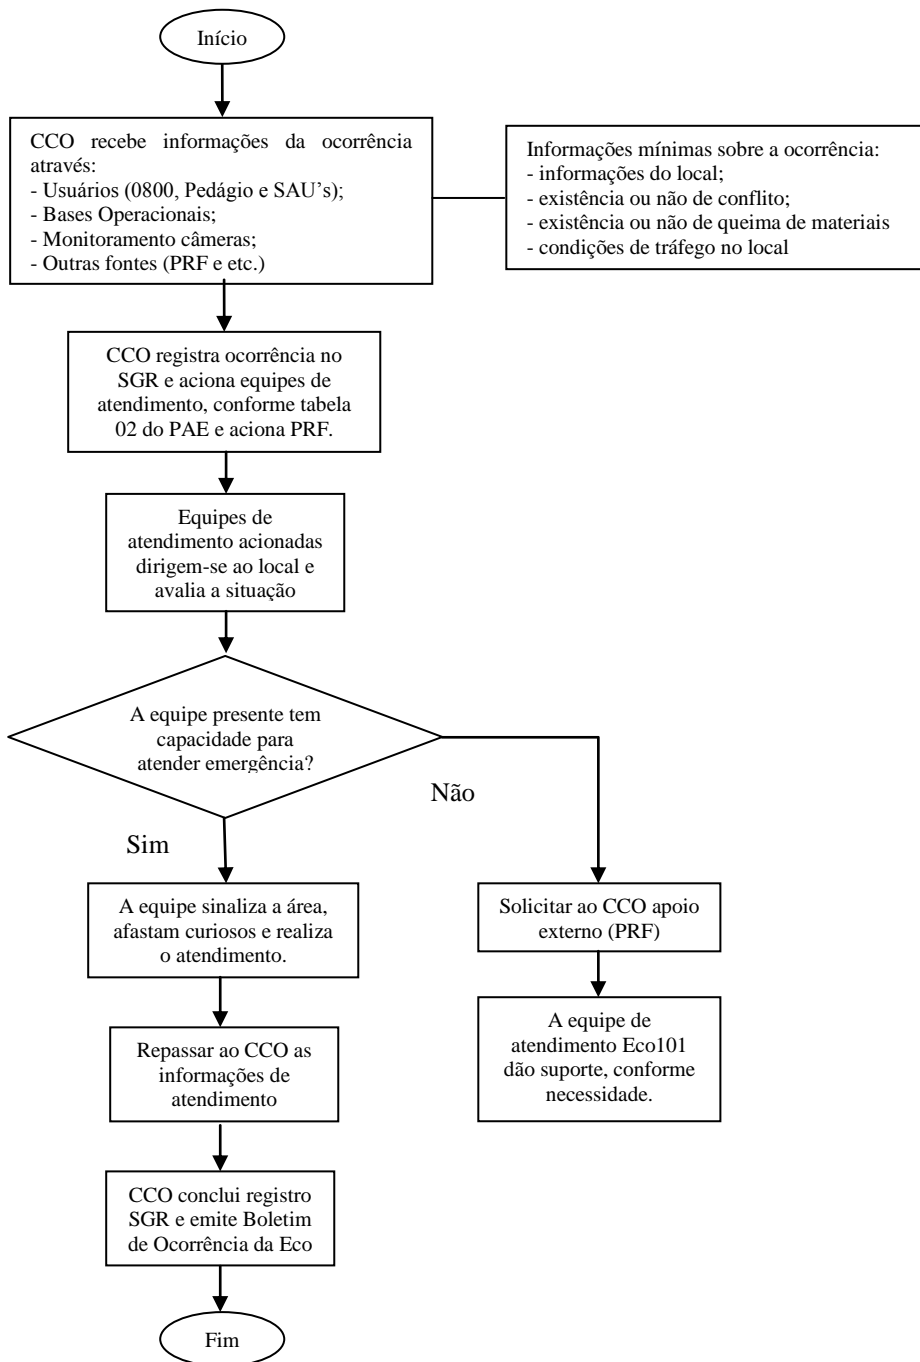 Início
CCO recebe informações da ocorrência
através:
- Usuários (0800, Pedágio e SAU's);
- Bases Operacionais;
- Monitoramento câmeras;
- Outras fontes (PRF e etc.)
Informações mínimas sobre a ocorrência:
- informações do local;
- existência ou não de conflito;
- existência ou não de queima de materiais
- condições de tráfego no local
CCO registra ocorrência no
SGR e aciona equipes de
atendimento, conforme tabela
02 do PAE e aciona PRF.
Equipes de
atendimento acionadas
dirigem-se ao local e
avalia a situação
A equipe presente tem
capacidade para
atender emergência?
Não
Sim
A equipe sinaliza a área,
afastam curiosos e realiza
o atendimento.
Solicitar ao CCO apoio
externo (PRF)
Repassar ao CCO as
informações de
atendimento
A equipe de
atendimento Eco101
dão suporte, conforme
necessidade.
CCO conclui registro
SGR e emite Boletim
de Ocorrência da Eco
Fim